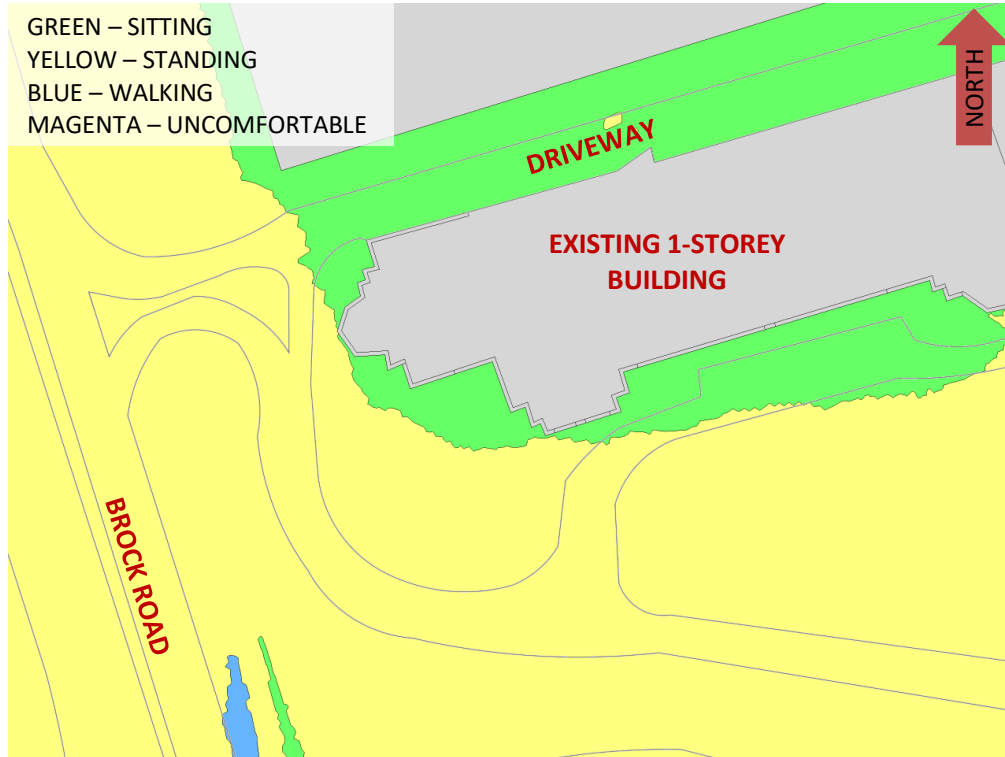 GREEN – SITTING
YELLOW – STANDING
BLUE – WALKING
MAGENTA – UNCOMFORTABLE
NORTH
DRIVEWAY
EXISTING 1-STOREY
BUILDING
BROCK ROAD